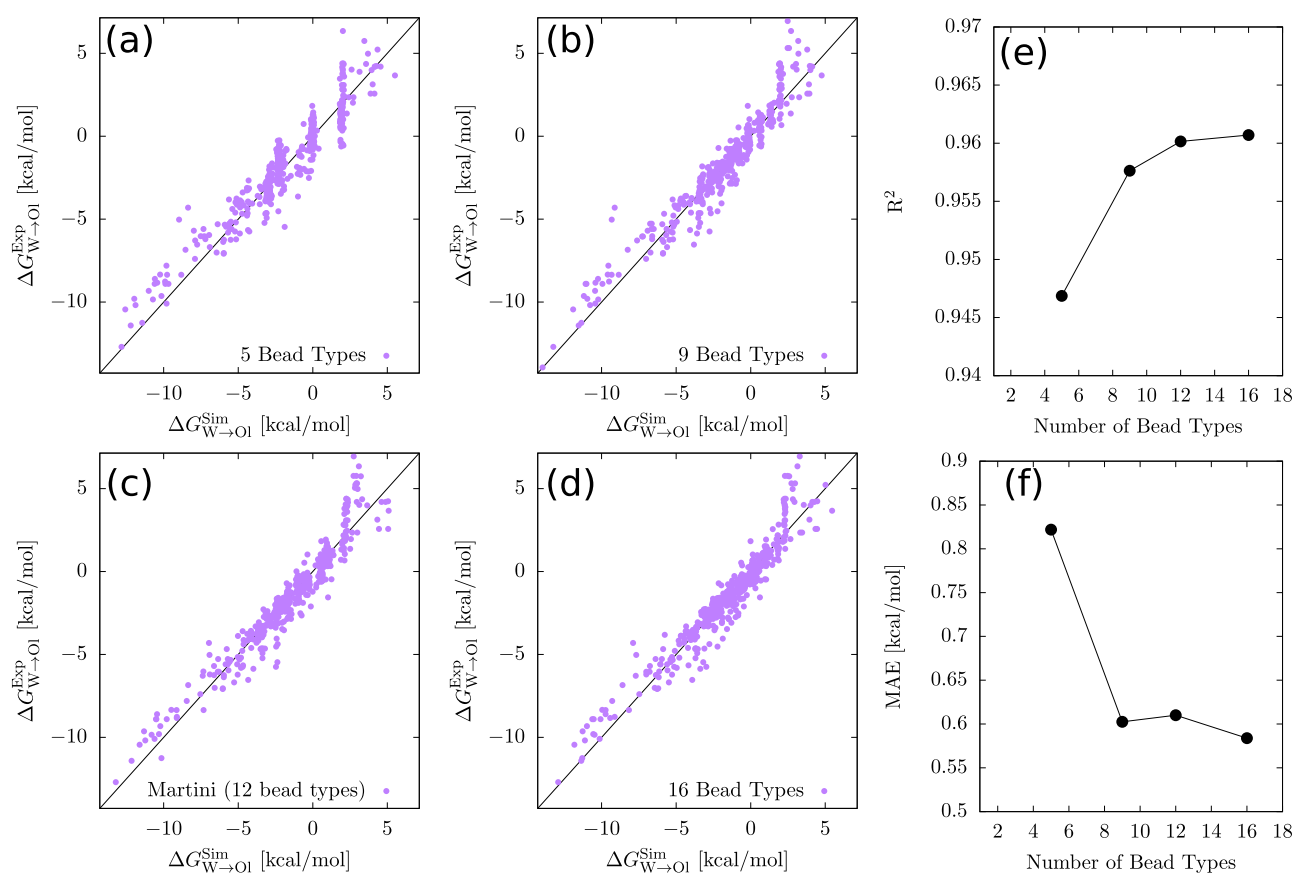 (a)
5
0
−5
−10
ΔG^Exp_W→Ol [kcal/mol]
5 Bead Types
−10 −5 0 5
ΔG^Sim_W→Ol [kcal/mol]
(b)
5
0
−5
−10
ΔG^Exp_W→Ol [kcal/mol]
9 Bead Types
−10 −5 0 5
ΔG^Sim_W→Ol [kcal/mol]
(e)
0.97
0.965
0.96
0.955
0.95
0.945
0.94
R²
2 4 6 8 10 12 14 16 18
Number of Bead Types
(c)
5
0
−5
−10
ΔG^Exp_W→Ol [kcal/mol]
Martini (12 bead types)
−10 −5 0 5
ΔG^Sim_W→Ol [kcal/mol]
(d)
5
0
−5
−10
ΔG^Exp_W→Ol [kcal/mol]
16 Bead Types
−10 −5 0 5
ΔG^Sim_W→Ol [kcal/mol]
(f)
0.9
0.85
0.8
0.75
0.7
0.65
0.6
0.55
0.5
MAE [kcal/mol]
2 4 6 8 10 12 14 16 18
Number of Bead Types